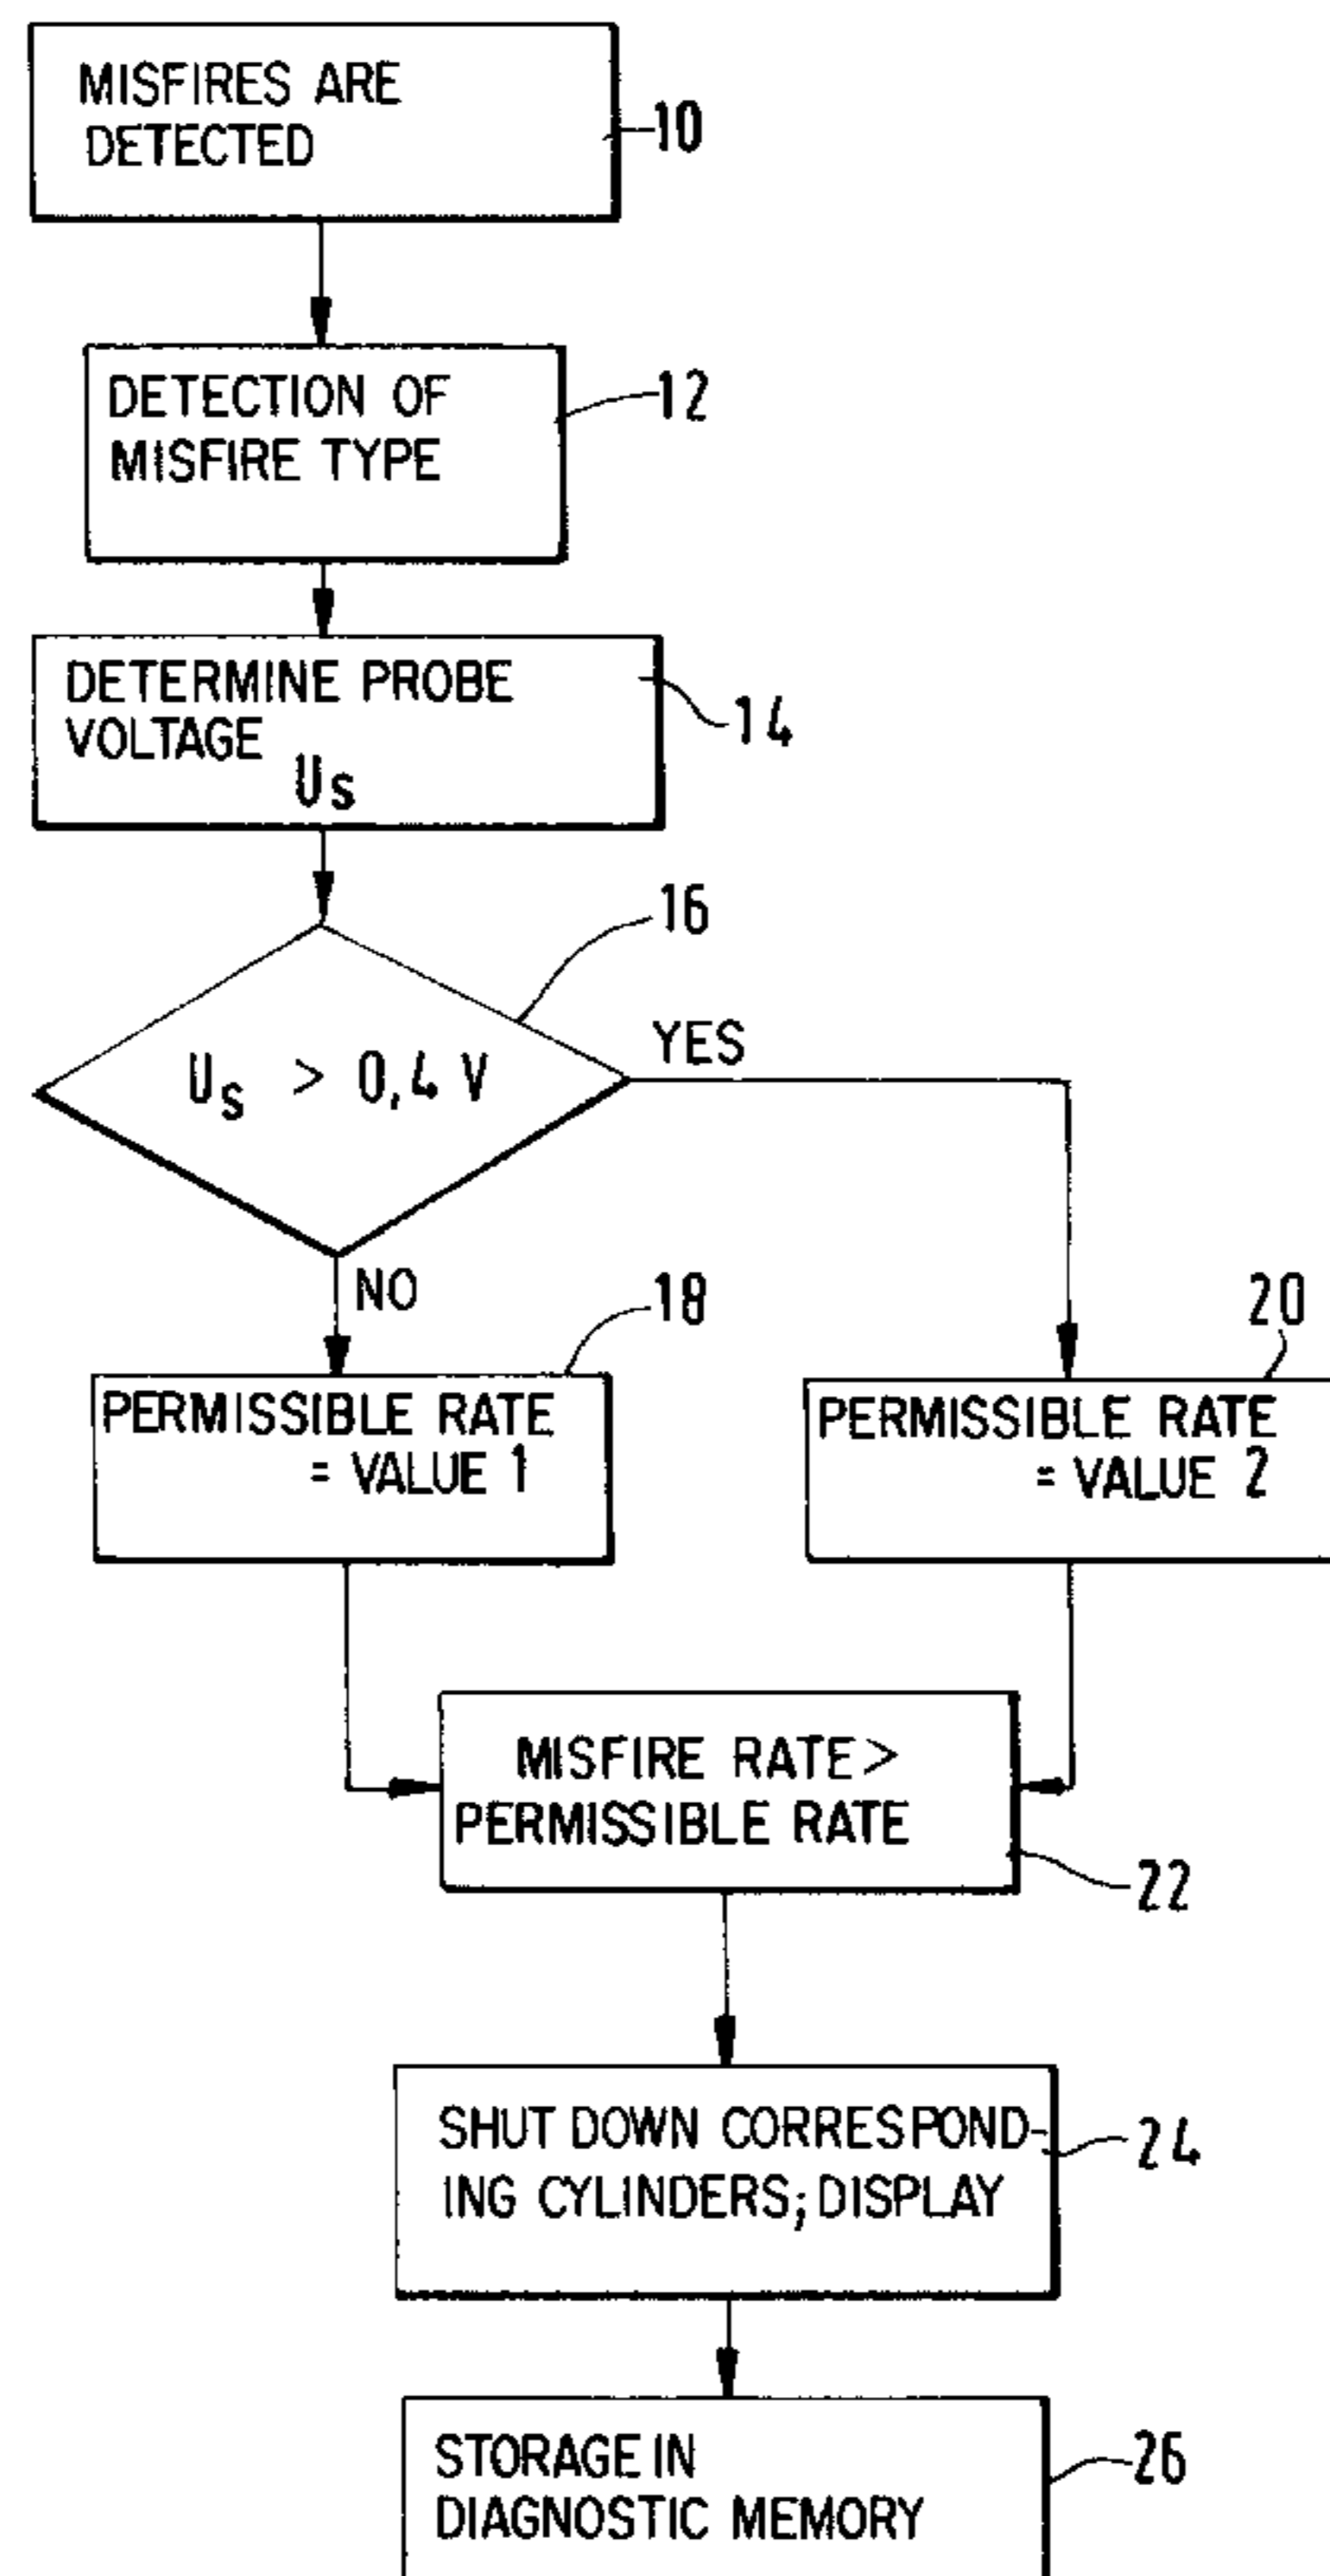 MISFIRES ARE
DETECTED
10
DETECTION OF
MISFIRE TYPE
12
DETERMINE PROBE
VOLTAGE
Us
14
16
Us > 0,4 V
YES
NO
18
20
PERMISSIBLE RATE
= VALUE 1
PERMISSIBLE RATE
= VALUE 2
MISFIRE RATE >
PERMISSIBLE RATE
22
SHUT DOWN CORRESPOND-
ING CYLINDERS; DISPLAY
24
STORAGE IN
DIAGNOSTIC MEMORY
26